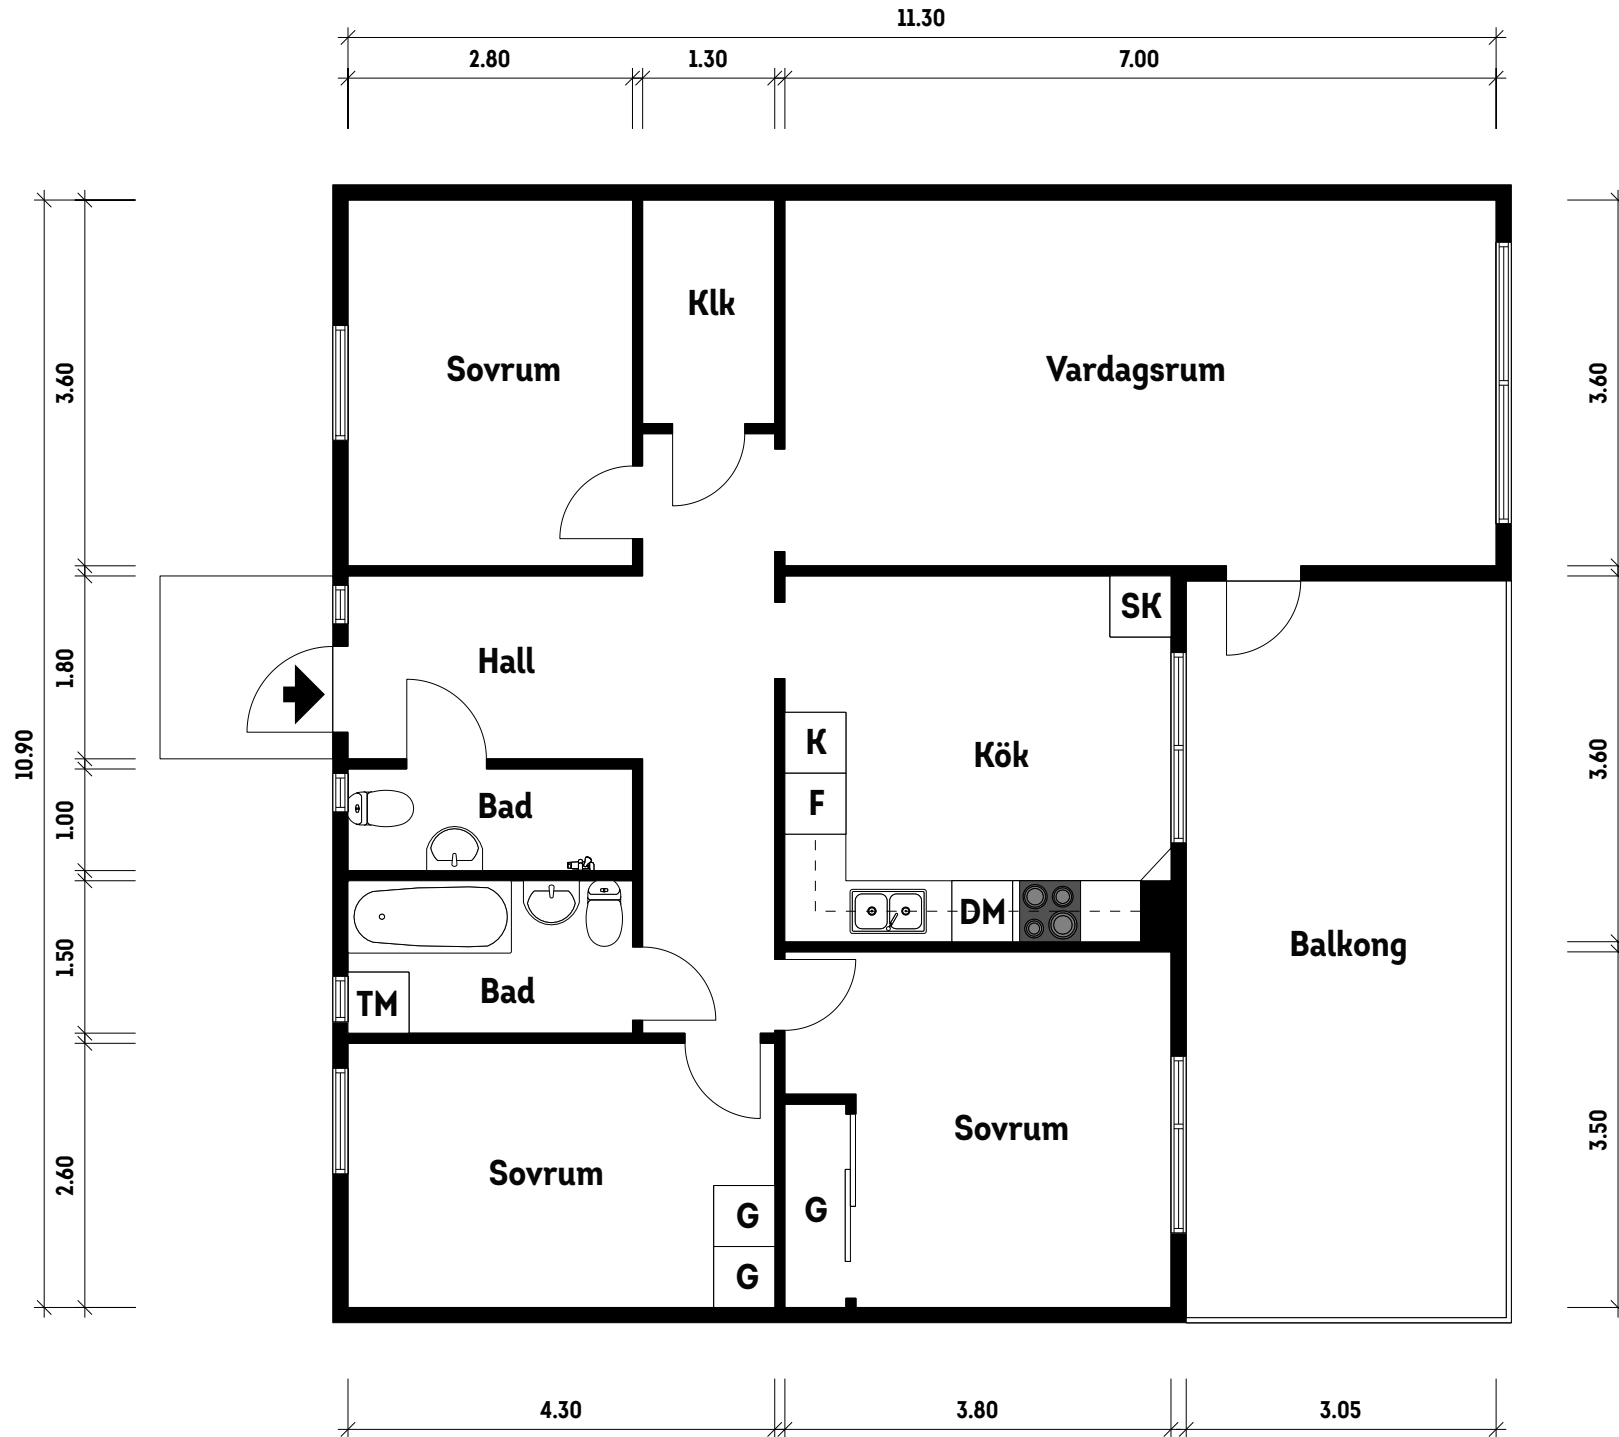 11.30
2.80
1.30
7.00
Klk
Sovrum
Vardagsrum
3.60
3.60
SK
Hall
1.80
K
Kök
3.60
10.90
F
Bad
1.00
DM
Balkong
1.50
Bad
TM
Sovrum
3.50
Sovrum
2.60
G
G
G
4.30
3.80
3.05